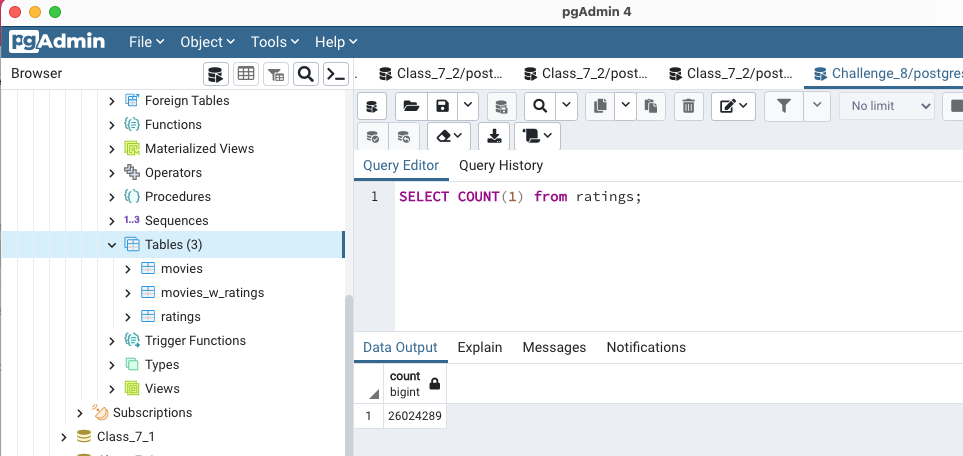 pgAdmin 4
pgAdmin File Object Tools Help
Browser
Class_7_2/post... Class_7_2/post... Class_7_2/post... Challenge_8/postgres
No limit
Foreign Tables
Functions
Materialized Views
Operators
Procedures
1..3 Sequences
Tables (3)
movies
movies_w_ratings
ratings
Trigger Functions
Types
Views
Subscriptions
Class_7_1
Query Editor Query History
1 SELECT COUNT(1) from ratings;
Data Output Explain Messages Notifications
count
bigint
1 26024289